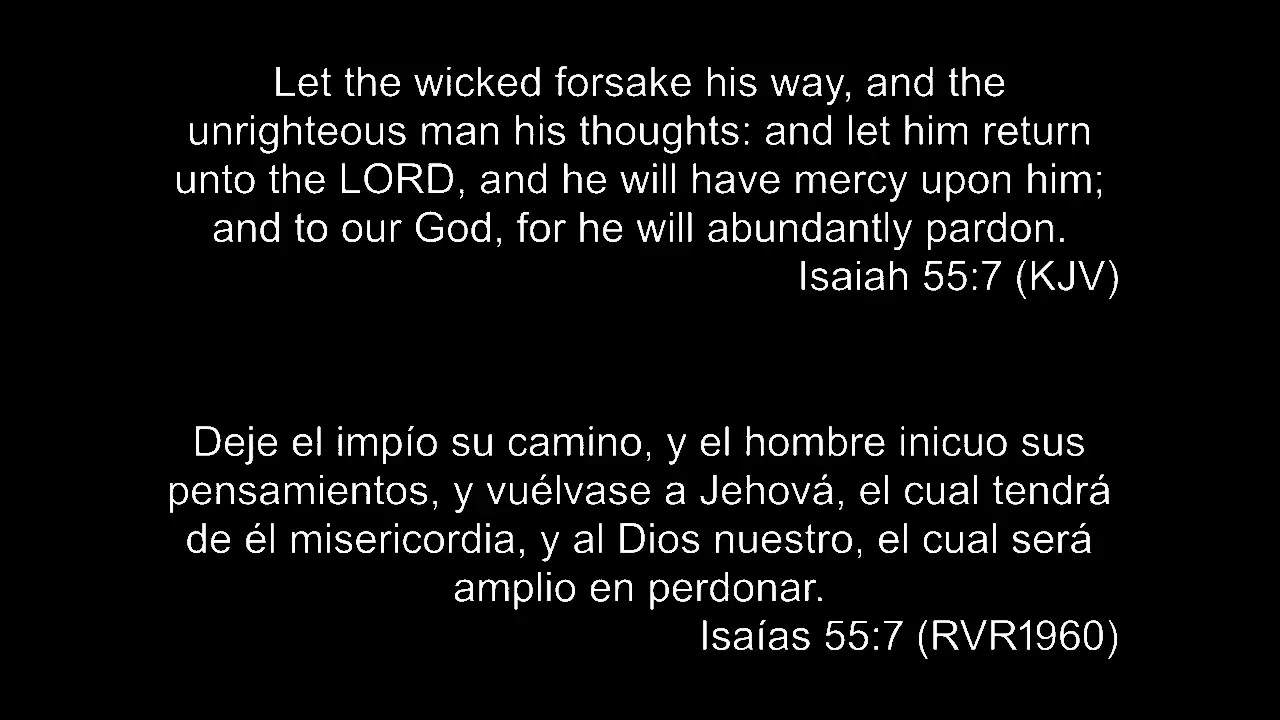 Let the wicked forsake his way, and the
unrighteous man his thoughts: and let him return
unto the LORD, and he will have mercy upon him;
and to our God, for he will abundantly pardon.
Isaiah 55:7 (KJV)
Deje el impío su camino, y el hombre inicuo sus
pensamientos, y vuélvase a Jehová, el cual tendrá
de él misericordia, y al Dios nuestro, el cual será
amplio en perdonar.
Isaías 55:7 (RVR1960)